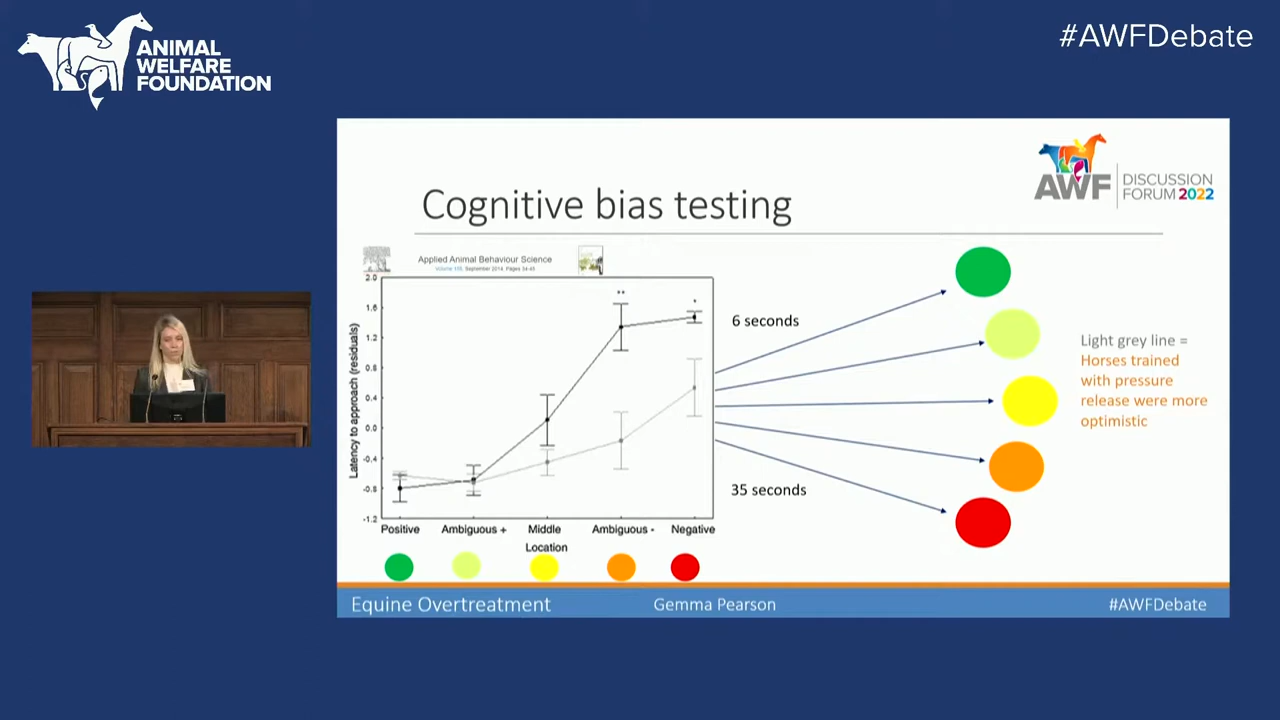 ANIMAL
WELFARE
FOUNDATION
#AWFDebate
AWF
DISCUSSION
FORUM 2022
Cognitive bias testing
Applied Animal Behaviour Science
September 2014, Pages
2.0
1.6
1.2
0.8
0.4
0.0
-0.4
-0.8
-1.2
Latency to approach (residuals)
**
*
Positive
Ambiguous +
Middle
Ambiguous -
Negative
Location
6 seconds
35 seconds
Light grey line =
Horses trained
with pressure
release were more
optimistic
Equine Overtreatment
Gemma Pearson
#AWFDebate